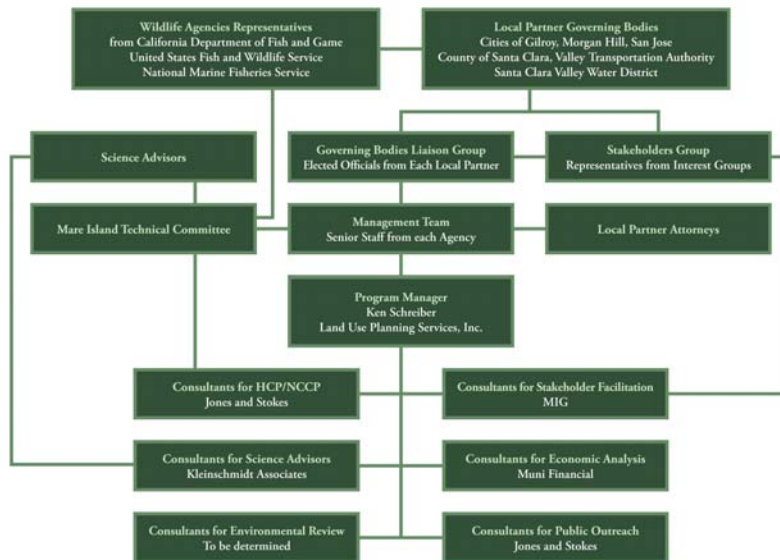 Wildlife Agencies Representatives
from California Department of Fish and Game
United States Fish and Wildlife Service
National Marine Fisheries Service
Local Partner Governing Bodies
Cities of Gilroy, Morgan Hill, San Jose
County of Santa Clara, Valley Transportation Authority
Santa Clara Valley Water District
Science Advisors
Governing Bodies Liaison Group
Elected Officials from Each Local Partner
Stakeholders Group
Representatives from Interest Groups
Mare Island Technical Committee
Management Team
Senior Staff from each Agency
Local Partner Attorneys
Program Manager
Ken Schreiber
Land Use Planning Services, Inc.
Consultants for HCP/NCCP
Jones and Stokes
Consultants for Stakeholder Facilitation
MIG
Consultants for Science Advisors
Kleinschmidt Associates
Consultants for Economic Analysis
Muni Financial
Consultants for Environmental Review
To be determined
Consultants for Public Outreach
Jones and Stokes